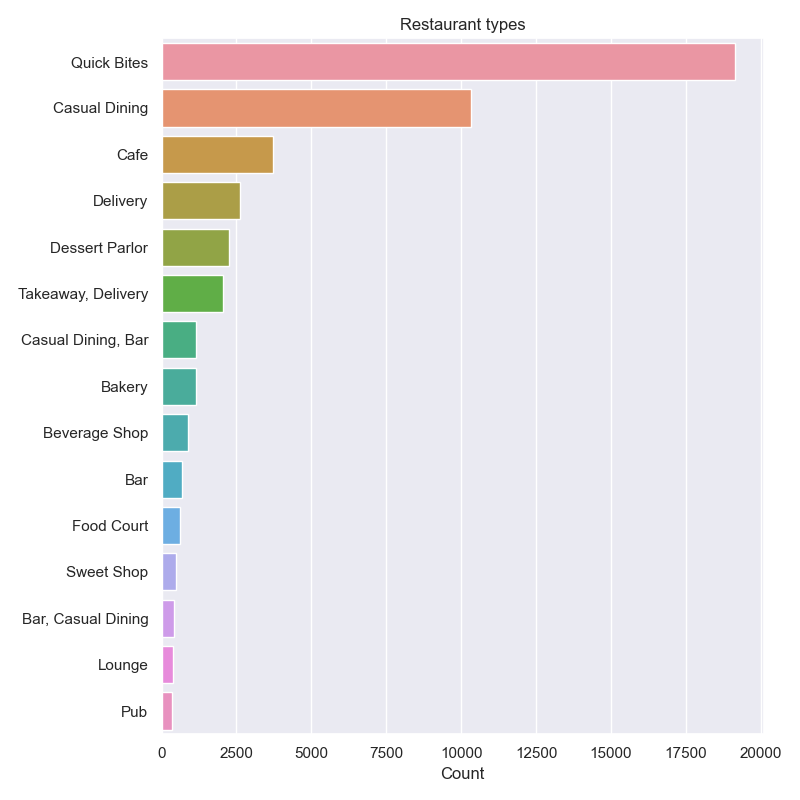 Restaurant types
Quick Bites
Casual Dining
Cafe
Delivery
Dessert Parlor
Takeaway, Delivery
Casual Dining, Bar
Bakery
Beverage Shop
Bar
Food Court
Sweet Shop
Bar, Casual Dining
Lounge
Pub
0 2500 5000 7500 10000 12500 15000 17500 20000
Count